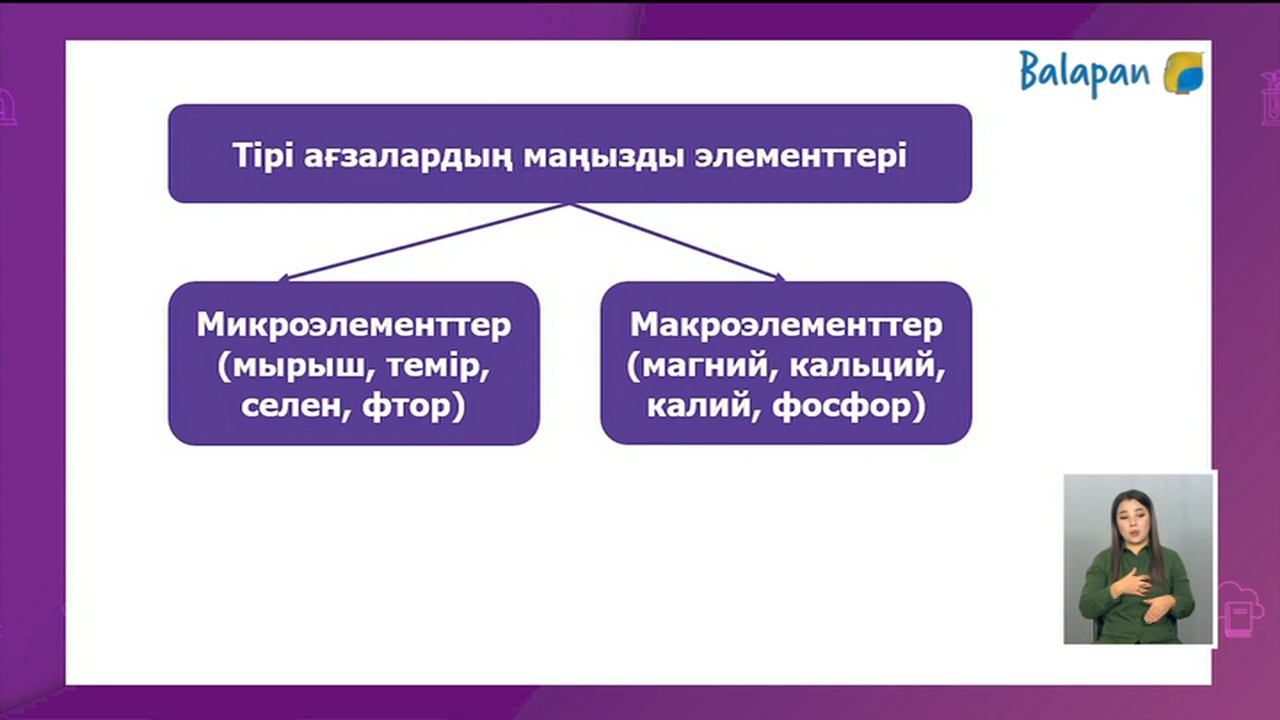 Balapan
Тірі ағзалардың маңызды элементтері
Микроэлементтер
(мырыш, темір,
селен, фтор)
Макроэлементтер
(магний, кальций,
калий, фосфор)